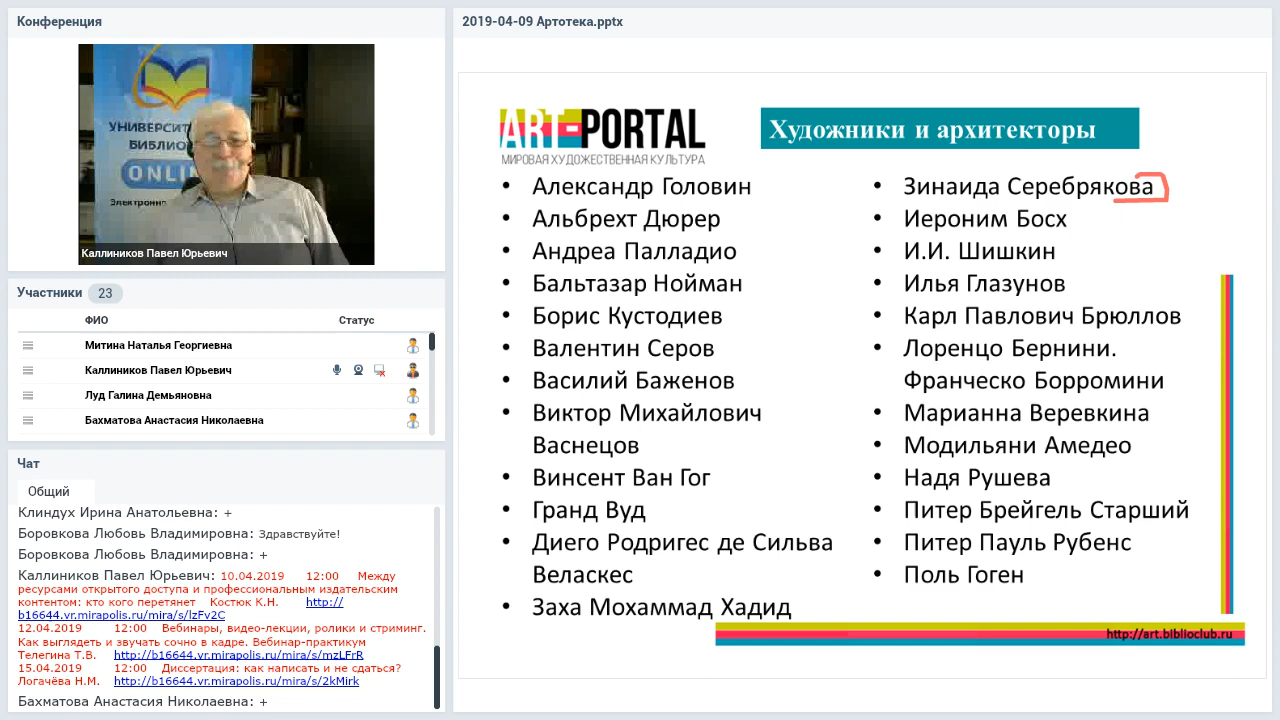 Конференция
УНИВЕРСИТ
БИБЛИО
ONLI
Электронн
Каллиников Павел Юрьевич
Участники 23
ФИО Статус
Митина Наталья Георгиевна
Каллиников Павел Юрьевич
Луд Галина Демьяновна
Бахматова Анастасия Николаевна
Чат
Общий
Клиндух Ирина Анатольевна: +
Боровкова Любовь Владимировна: Здравствуйте!
Боровкова Любовь Владимировна: +
Каллиников Павел Юрьевич: 10.04.2019 12:00 Между
ресурсами открытого доступа и профессиональным издательским
контентом: кто кого перетянет Костюк К.Н. http://
b16644.vr.mirapolis.ru/mira/s/lzFv2C
12.04.2019 12:00 Вебинары, видео-лекции, ролики и стриминг.
Как выглядеть и звучать сочно в кадре. Вебинар-практикум
Телегина Т.В. http://b16644.vr.mirapolis.ru/mira/s/mzLFrR
15.04.2019 12:00 Диссертация: как написать и не сдаться?
Логачёва Н.М. http://b16644.vr.mirapolis.ru/mira/s/2kMirk
Бахматова Анастасия Николаевна: +
2019-04-09 Артотека.pptx
ART-PORTAL
МИРОВАЯ ХУДОЖЕСТВЕННАЯ КУЛЬТУРА
Художники и архитекторы
• Александр Головин
• Альбрехт Дюрер
• Андреа Палладио
• Бальтазар Нойман
• Борис Кустодиев
• Валентин Серов
• Василий Баженов
• Виктор Михайлович
Васнецов
• Винсент Ван Гог
• Гранд Вуд
• Диего Родригес де Сильва
Веласкес
• Заха Мохаммад Хадид
• Зинаида Серебрякова
• Иероним Босх
• И.И. Шишкин
• Илья Глазунов
• Карл Павлович Брюллов
• Лоренцо Бернини.
Франческо Борромини
• Марианна Веревкина
• Модильяни Амедео
• Надя Рушева
• Питер Брейгель Старший
• Питер Пауль Рубенс
• Поль Гоген
http://art.biblioclub.ru